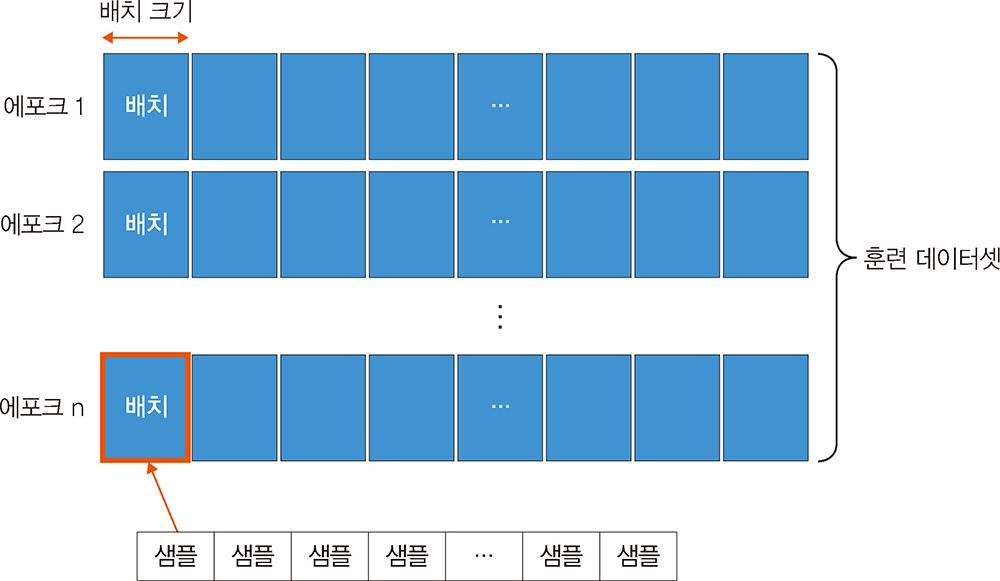 배치 크기
에포크 1
배치
…
에포크 2
배치
…
훈련 데이터셋
⋮
에포크 n
배치
…
샘플 샘플 샘플 샘플 … 샘플 샘플